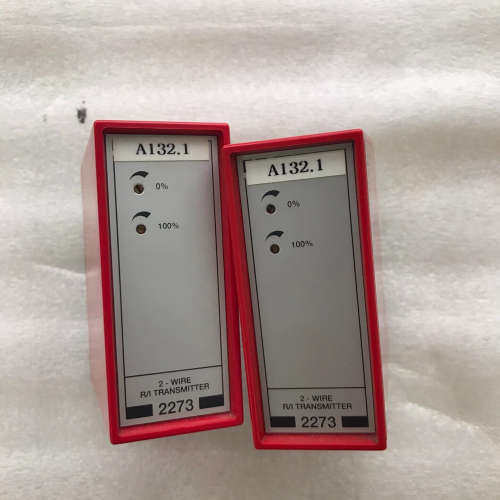 A132.1
0%
100%
2 - WIRE
R/I TRANSMITTER
2273
A132.1
0%
100%
2 - WIRE
R/I TRANSMITTER
2273